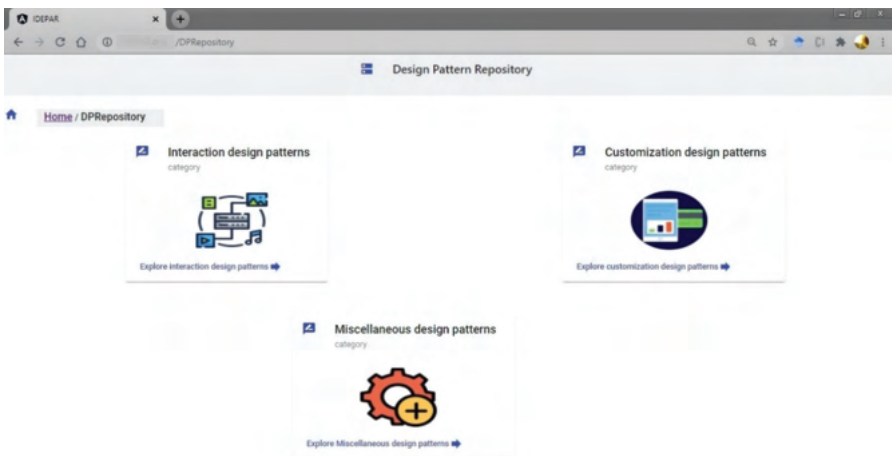 IDEPAR
/DPRepository
Design Pattern Repository
Home / DPRepository
Interaction design patterns
category
Explore interaction design patterns
Customization design patterns
category
Explore customization design patterns
Miscellaneous design patterns
category
Explore Miscellaneous design patterns